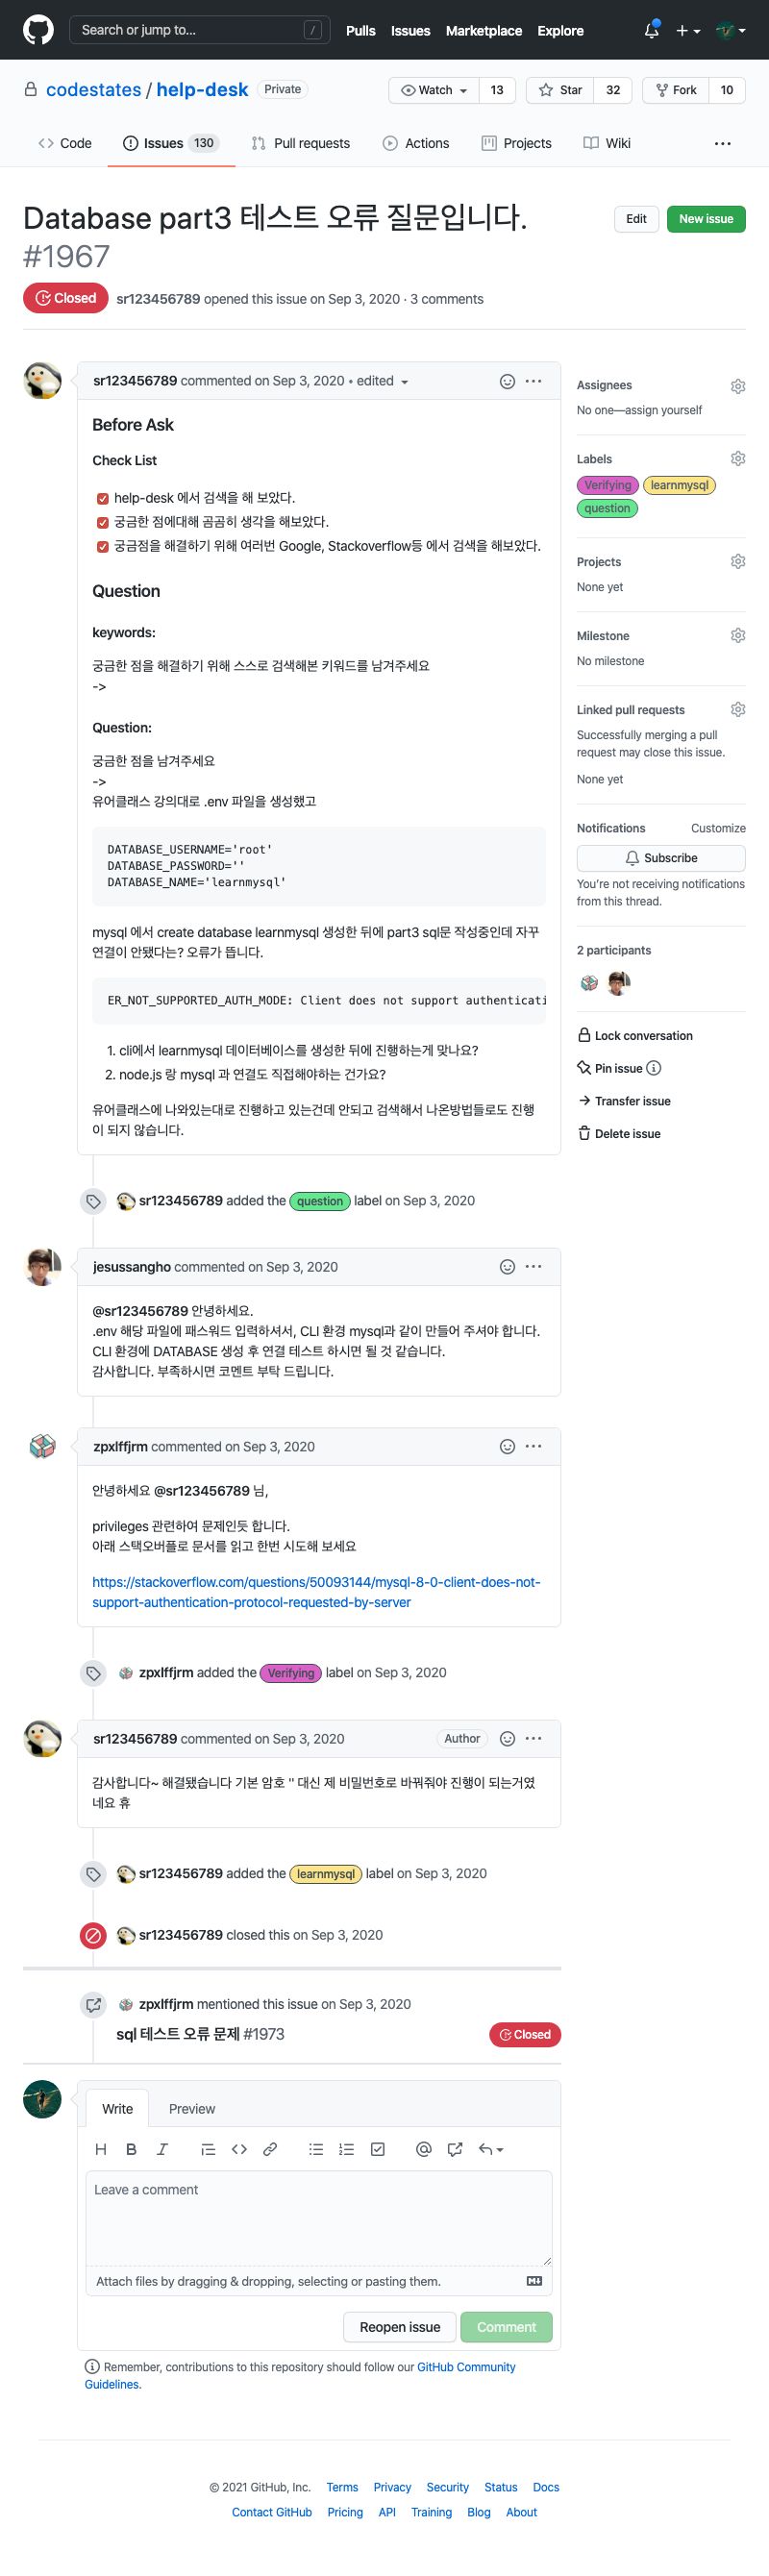 Search or jump to... /
Pulls Issues Marketplace Explore
codestates / help-desk Private
Watch 13 Star 32 Fork 10
Code Issues 130 Pull requests Actions Projects Wiki
Database part3 테스트 오류 질문입니다.
#1967
Edit New issue
Closed sr123456789 opened this issue on Sep 3, 2020 · 3 comments
sr123456789 commented on Sep 3, 2020 • edited
Before Ask
Check List
help-desk 에서 검색을 해 보았다.
궁금한 점에대해 곰곰히 생각을 해보았다.
궁금점을 해결하기 위해 여러번 Google, Stackoverflow등 에서 검색을 해보았다.
Question
keywords:
궁금한 점을 해결하기 위해 스스로 검색해본 키워드를 남겨주세요
->
Question:
궁금한 점을 남겨주세요
->
유어클래스 강의대로 .env 파일을 생성했고
DATABASE_USERNAME='root'
DATABASE_PASSWORD=''
DATABASE_NAME='learnmysql'
mysql 에서 create database learnmysql 생성한 뒤에 part3 sql문 작성중인데 자꾸
연결이 안됐다는? 오류가 뜹니다.
ER_NOT_SUPPORTED_AUTH_MODE: Client does not support authenticati
1. cli에서 learnmysql 데이터베이스를 생성한 뒤에 진행하는게 맞나요?
2. node.js 랑 mysql 과 연결도 직접해야하는 건가요?
유어클래스에 나와있는대로 진행하고 있는건데 안되고 검색해서 나온방법들로도 진행
이 되지 않습니다.
Assignees
No one—assign yourself
Labels
Verifying learnmysql
question
Projects
None yet
Milestone
No milestone
Linked pull requests
Successfully merging a pull
request may close this issue.
None yet
Notifications Customize
Subscribe
You’re not receiving notifications
from this thread.
2 participants
Lock conversation
Pin issue
Transfer issue
Delete issue
sr123456789 added the question label on Sep 3, 2020
jesussangho commented on Sep 3, 2020
@sr123456789 안녕하세요.
.env 해당 파일에 패스워드 입력하셔서, CLI 환경 mysql과 같이 만들어 주셔야 합니다.
CLI 환경에 DATABASE 생성 후 연결 테스트 하시면 될 것 같습니다.
감사합니다. 부족하시면 코멘트 부탁 드립니다.
zpxlffjrm commented on Sep 3, 2020
안녕하세요 @sr123456789 님,
privileges 관련하여 문제인듯 합니다.
아래 스택오버플로 문서를 읽고 한번 시도해 보세요
https://stackoverflow.com/questions/50093144/mysql-8-0-client-does-not-
support-authentication-protocol-requested-by-server
zpxlffjrm added the Verifying label on Sep 3, 2020
sr123456789 commented on Sep 3, 2020 Author
감사합니다~ 해결됐습니다 기본 암호 '' 대신 제 비밀번호로 바꿔줘야 진행이 되는거였
네요 휴
sr123456789 added the learnmysql label on Sep 3, 2020
sr123456789 closed this on Sep 3, 2020
zpxlffjrm mentioned this issue on Sep 3, 2020
sql 테스트 오류 문제 #1973 Closed
Write Preview
Leave a comment
Attach files by dragging & dropping, selecting or pasting them.
Reopen issue Comment
Remember, contributions to this repository should follow our GitHub Community
Guidelines.
© 2021 GitHub, Inc. Terms Privacy Security Status Docs
Contact GitHub Pricing API Training Blog About